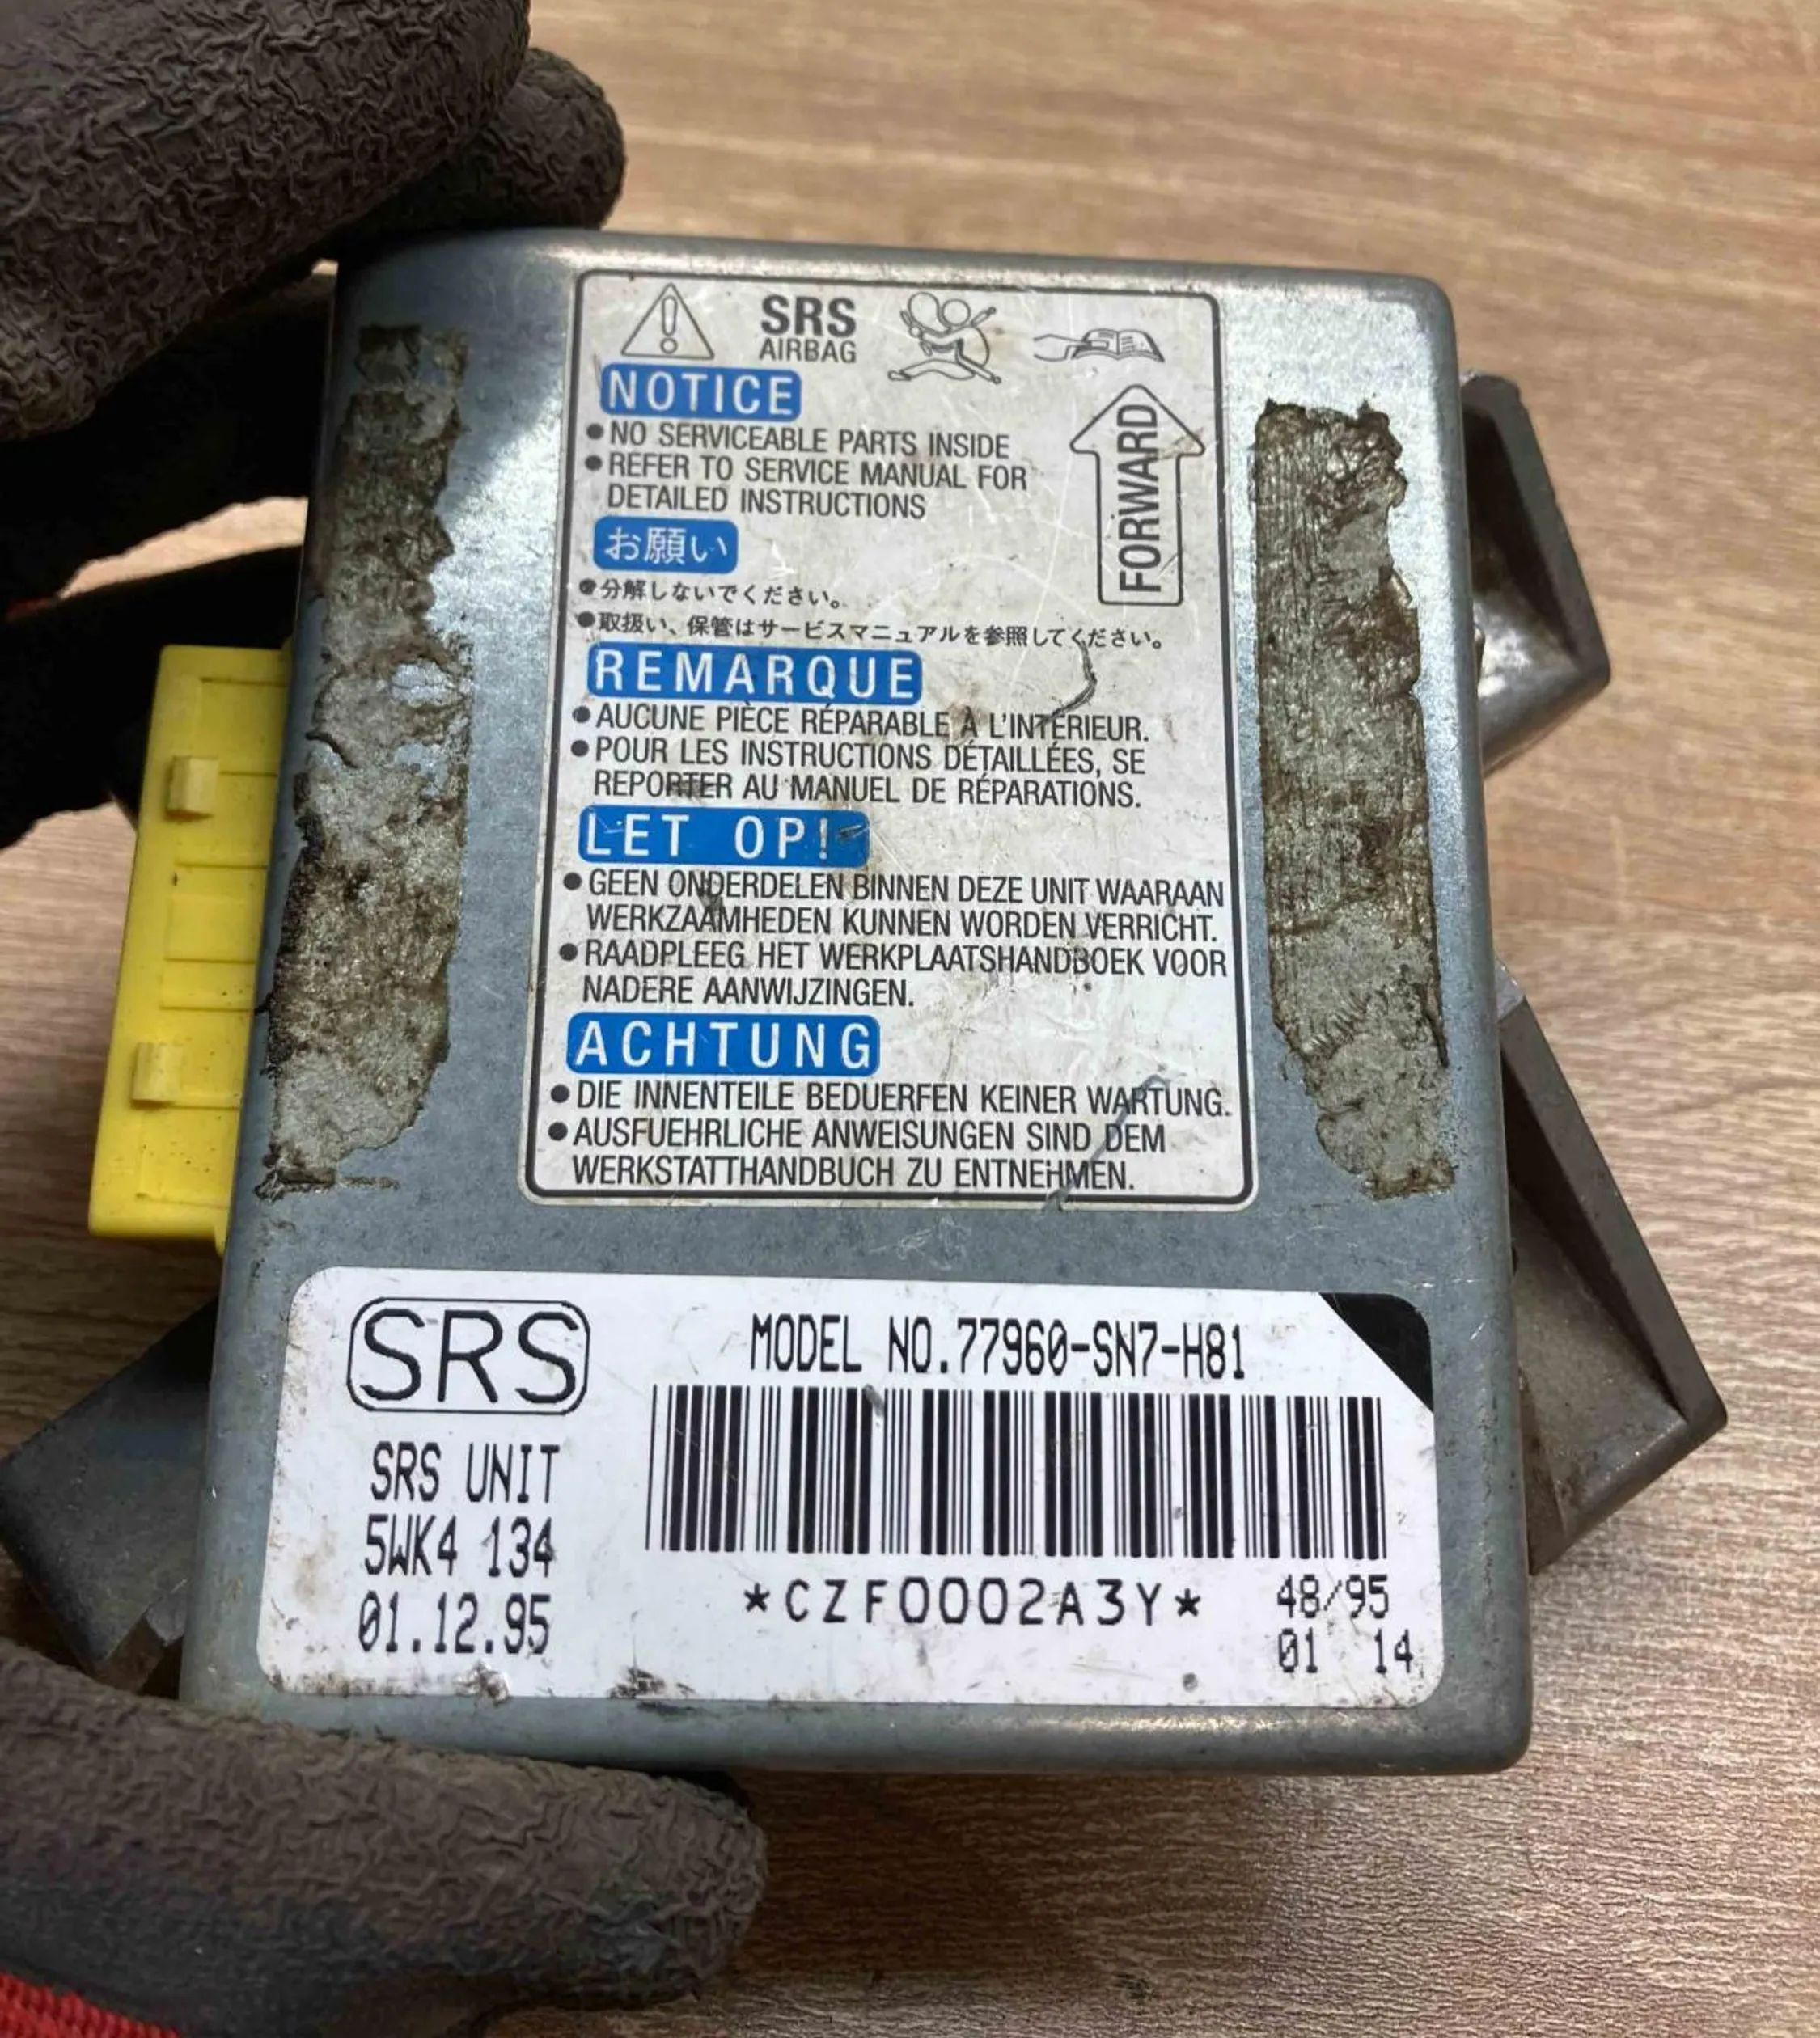 SRS
AIRBAG
NOTICE
●NO SERVICEABLE PARTS INSIDE
●REFER TO SERVICE MANUAL FOR
DETAILED INSTRUCTIONS
FORWARD
お願い
●分解しないでください。
●取扱い、保管はサービスマニュアルを参照してください。
REMARQUE
●AUCUNE PIÈCE RÉPARABLE À L'INTÉRIEUR.
●POUR LES INSTRUCTIONS DÉTAILLÉES, SE
REPORTER AU MANUEL DE RÉPARATIONS.
LET OP!
●GEEN ONDERDELEN BINNEN DEZE UNIT WAARAAN
WERKZAAMHEDEN KUNNEN WORDEN VERRICHT.
●RAADPLEEG HET WERKPLAATSHANDBOEK VOOR
NADERE AANWIJZINGEN.
ACHTUNG
●DIE INNENTEILE BEDUERFEN KEINER WARTUNG.
●AUSFUEHRLICHE ANWEISUNGEN SIND DEM
WERKSTATTHANDBUCH ZU ENTNEHMEN.
SRS
MODEL NO.77960-SN7-H81
SRS UNIT
5WK4 134
01.12.95
*CZF0002A3Y*
48/95
01 14